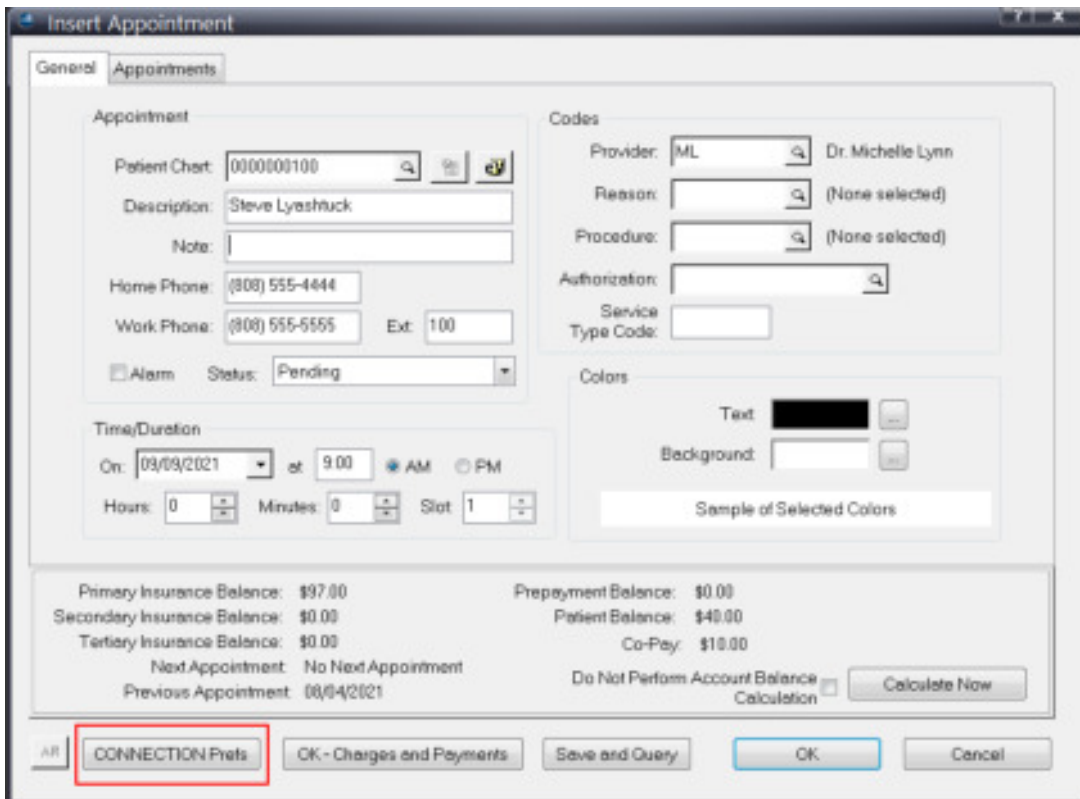 Insert Appointment
General Appointments
Appointment
Patient Chart: 0000000100
Description: Steve Lyashtuck
Note:
Home Phone: (808) 555-4444
Work Phone: (808) 555-5555 Ext: 100
Alarm Status: Pending
Time/Duration
On: 09/09/2021 at 9:00 AM PM
Hours: 0 Minutes: 0 Slot: 1
Codes
Provider: ML Dr. Michelle Lynn
Reason: (None selected)
Procedure: (None selected)
Authorization:
Service
Type Code:
Colors
Text
...
Background:
...
Sample of Selected Colors
Primary Insurance Balance: $97.00
Secondary Insurance Balance: $0.00
Tertiary Insurance Balance: $0.00
Next Appointment: No Next Appointment
Previous Appointment: 08/04/2021
Prepayment Balance: $0.00
Patient Balance: $40.00
Co-Pay: $10.00
Do Not Perform Account Balance
Calculation
Calculate Now
AR CONNECTION Prefs OK - Charges and Payments Save and Query OK Cancel